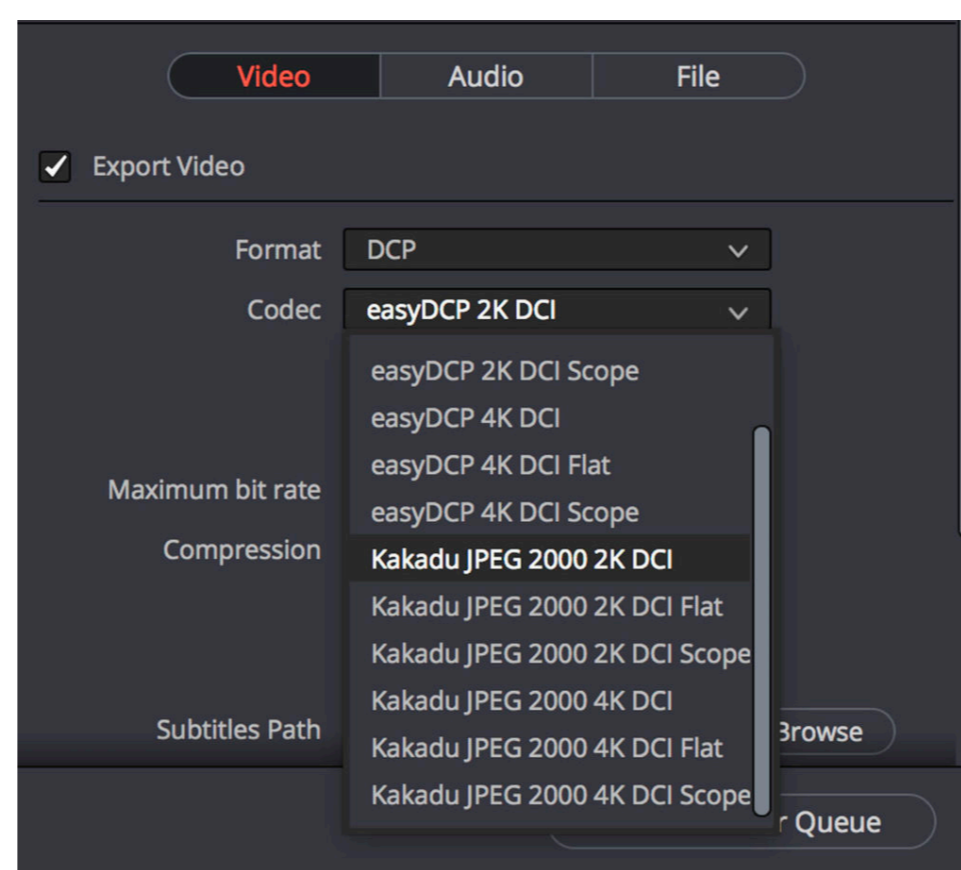 Video Audio File
Export Video
Format DCP
Codec easyDCP 2K DCI
easyDCP 2K DCI Scope
easyDCP 4K DCI
easyDCP 4K DCI Flat
Maximum bit rate
easyDCP 4K DCI Scope
Compression
Kakadu JPEG 2000 2K DCI
Kakadu JPEG 2000 2K DCI Flat
Kakadu JPEG 2000 2K DCI Scope
Kakadu JPEG 2000 4K DCI
Subtitles Path
Browse
Kakadu JPEG 2000 4K DCI Flat
Kakadu JPEG 2000 4K DCI Scope
Queue